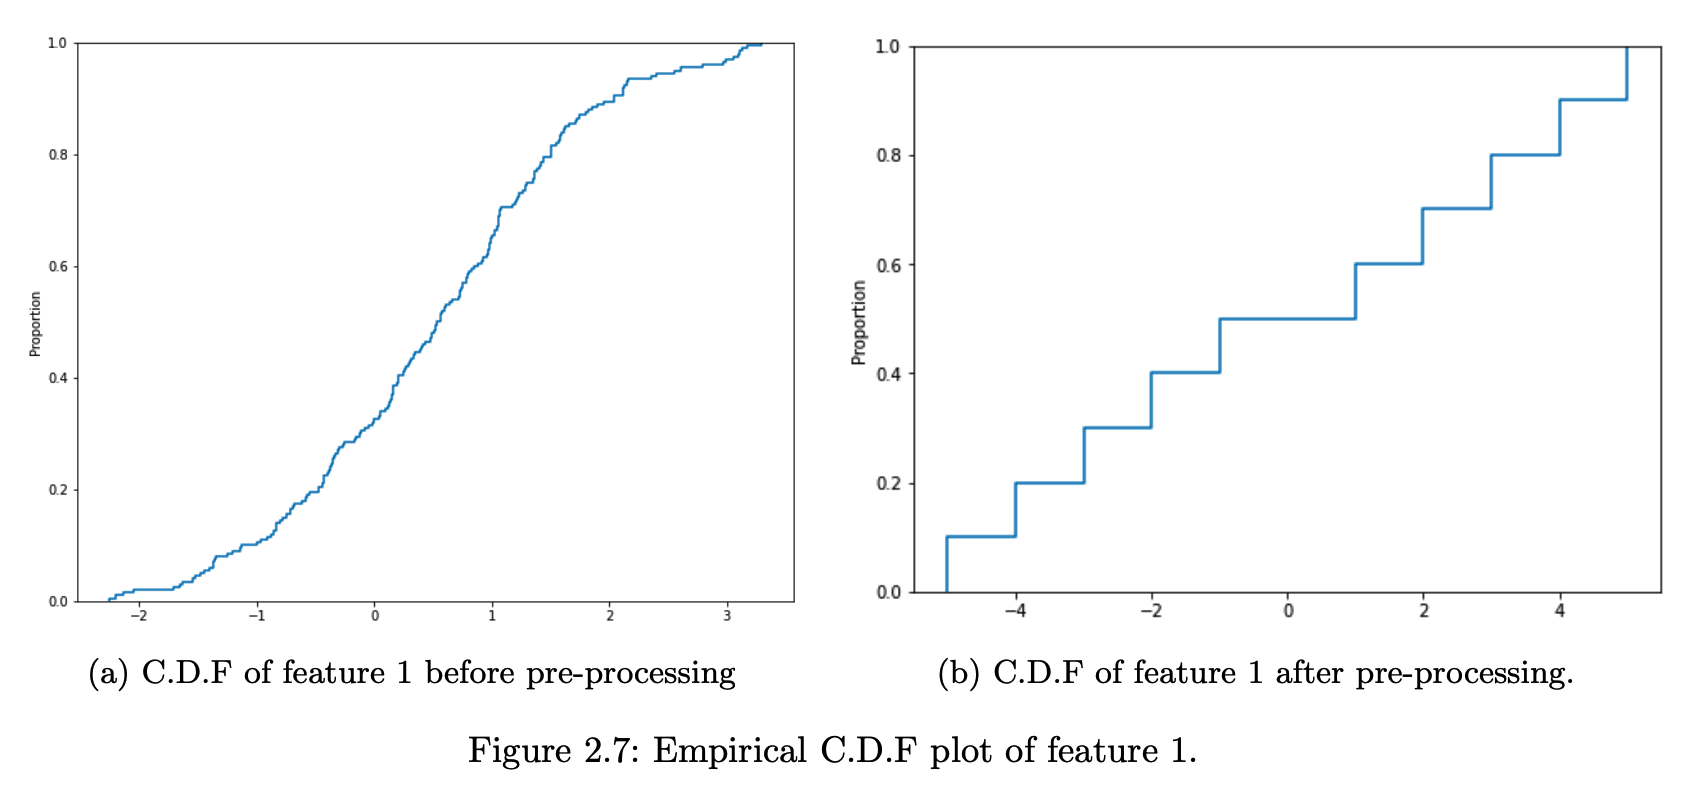 1.0
0.8
0.6
0.4
0.2
0.0
Proportion
−2 −1 0 1 2 3
(a) C.D.F of feature 1 before pre-processing
1.0
0.8
0.6
0.4
0.2
0.0
Proportion
−4 −2 0 2 4
(b) C.D.F of feature 1 after pre-processing.
Figure 2.7: Empirical C.D.F plot of feature 1.